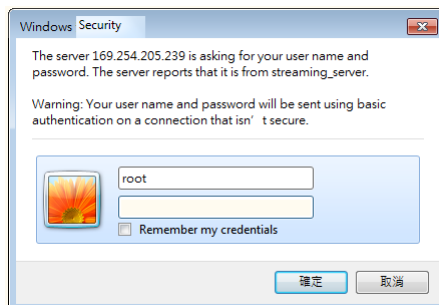 Windows Security
The server 169.254.205.239 is asking for your user name and
password. The server reports that it is from streaming_server.
Warning: Your user name and password will be sent using basic
authentication on a connection that isn’ t secure.
root
Remember my credentials
確定 取消